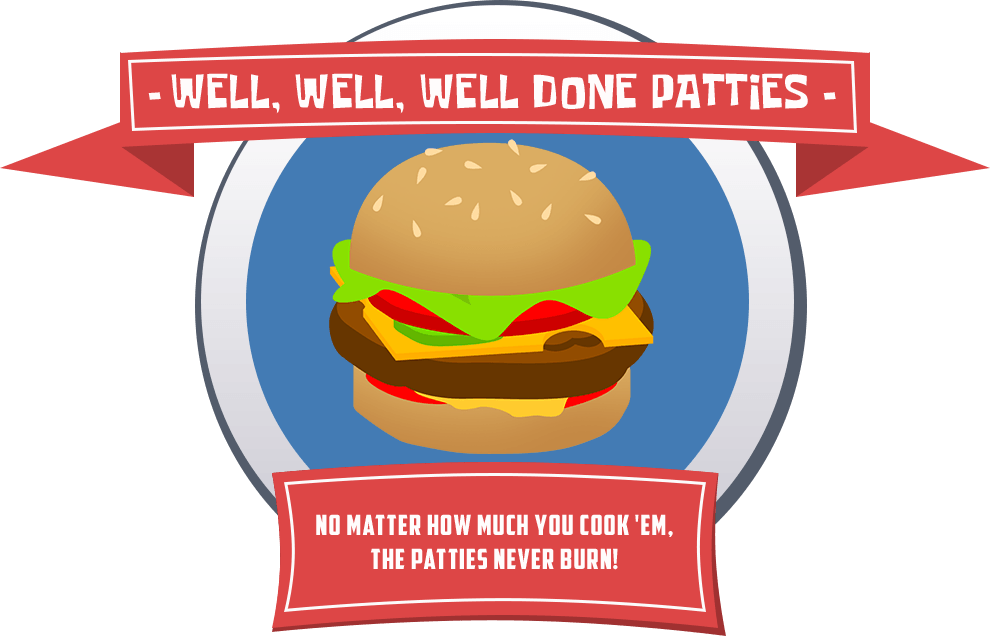 - WELL, WELL, WELL DONE PATTiES -
NO MATTER HOW MUCH YOU COOK 'EM,
THE PATTIES NEVER BURN!